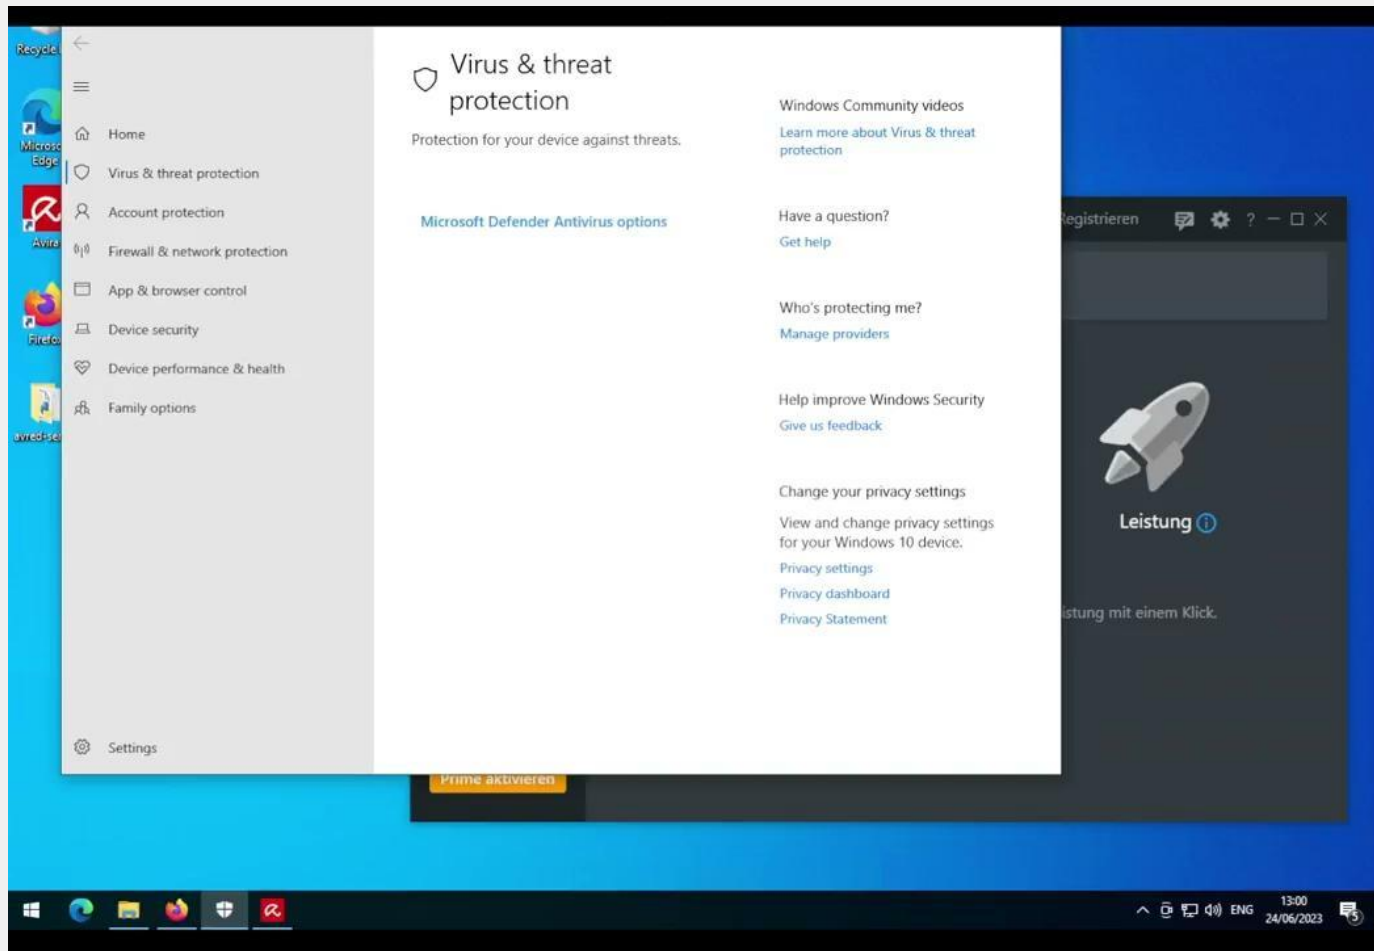 Recycle
Microso
Edge
Avira
Firefo
avred-se
Home
Virus & threat protection
Account protection
Firewall & network protection
App & browser control
Device security
Device performance & health
Family options
Settings
Virus & threat
protection
Protection for your device against threats.
Microsoft Defender Antivirus options
Windows Community videos
Learn more about Virus & threat
protection
Have a question?
Get help
Who's protecting me?
Manage providers
Help improve Windows Security
Give us feedback
Change your privacy settings
View and change privacy settings
for your Windows 10 device.
Privacy settings
Privacy dashboard
Privacy Statement
Registrieren
?
Leistung
istung mit einem Klick.
Prime aktivieren
ENG
13:00
24/06/2023
5